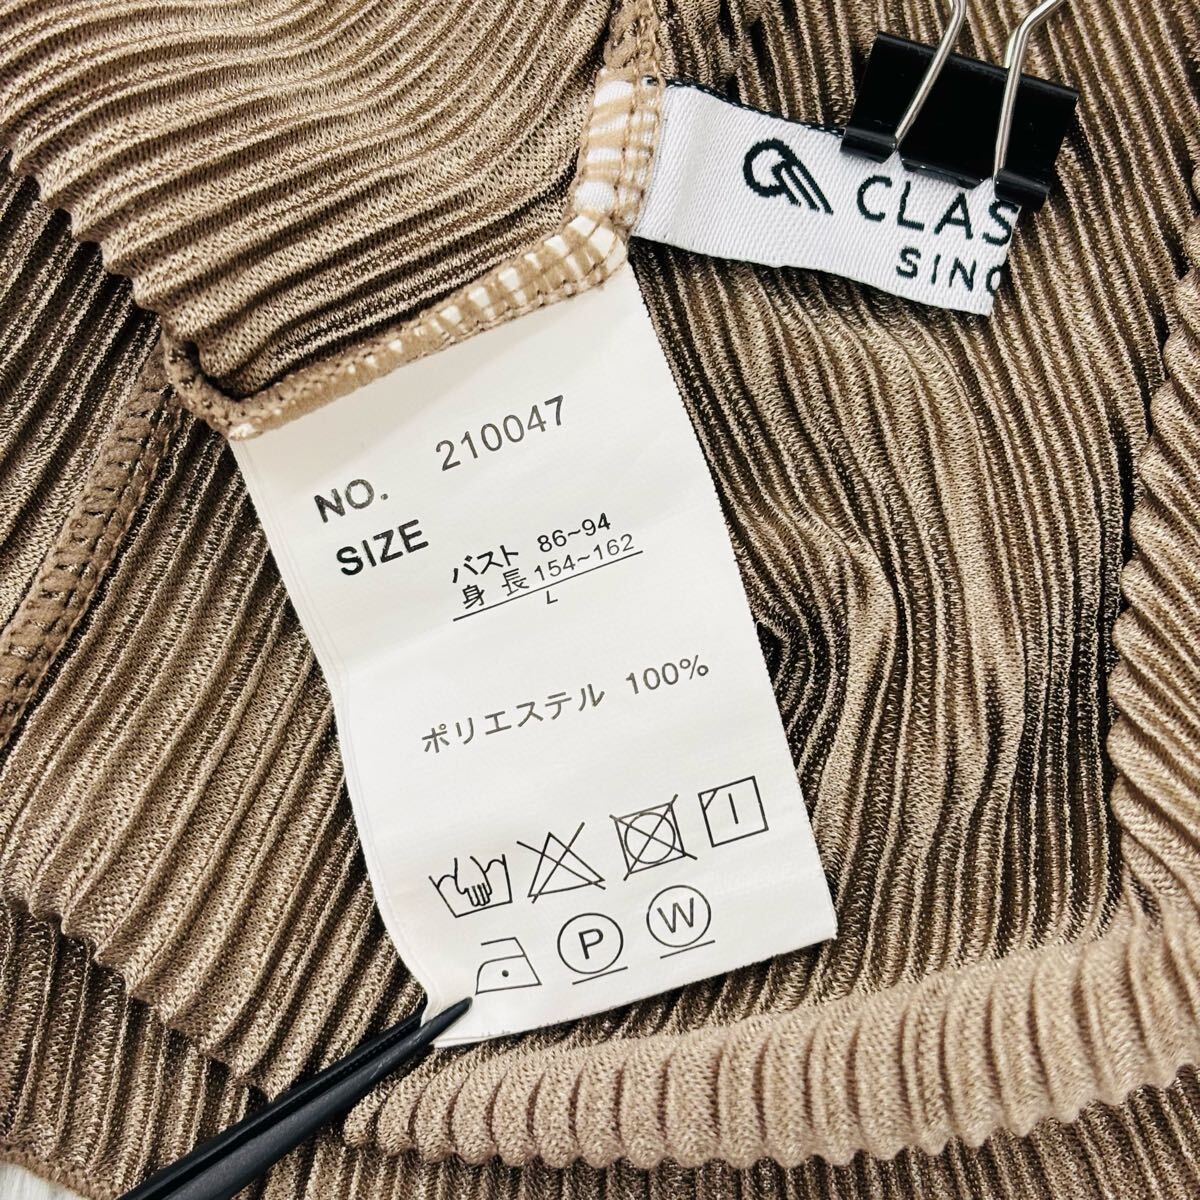 CLAS
SINC
NO. 210047
SIZE
バスト 86~94
身 長 154~162
L
ポリエステル 100%
P W